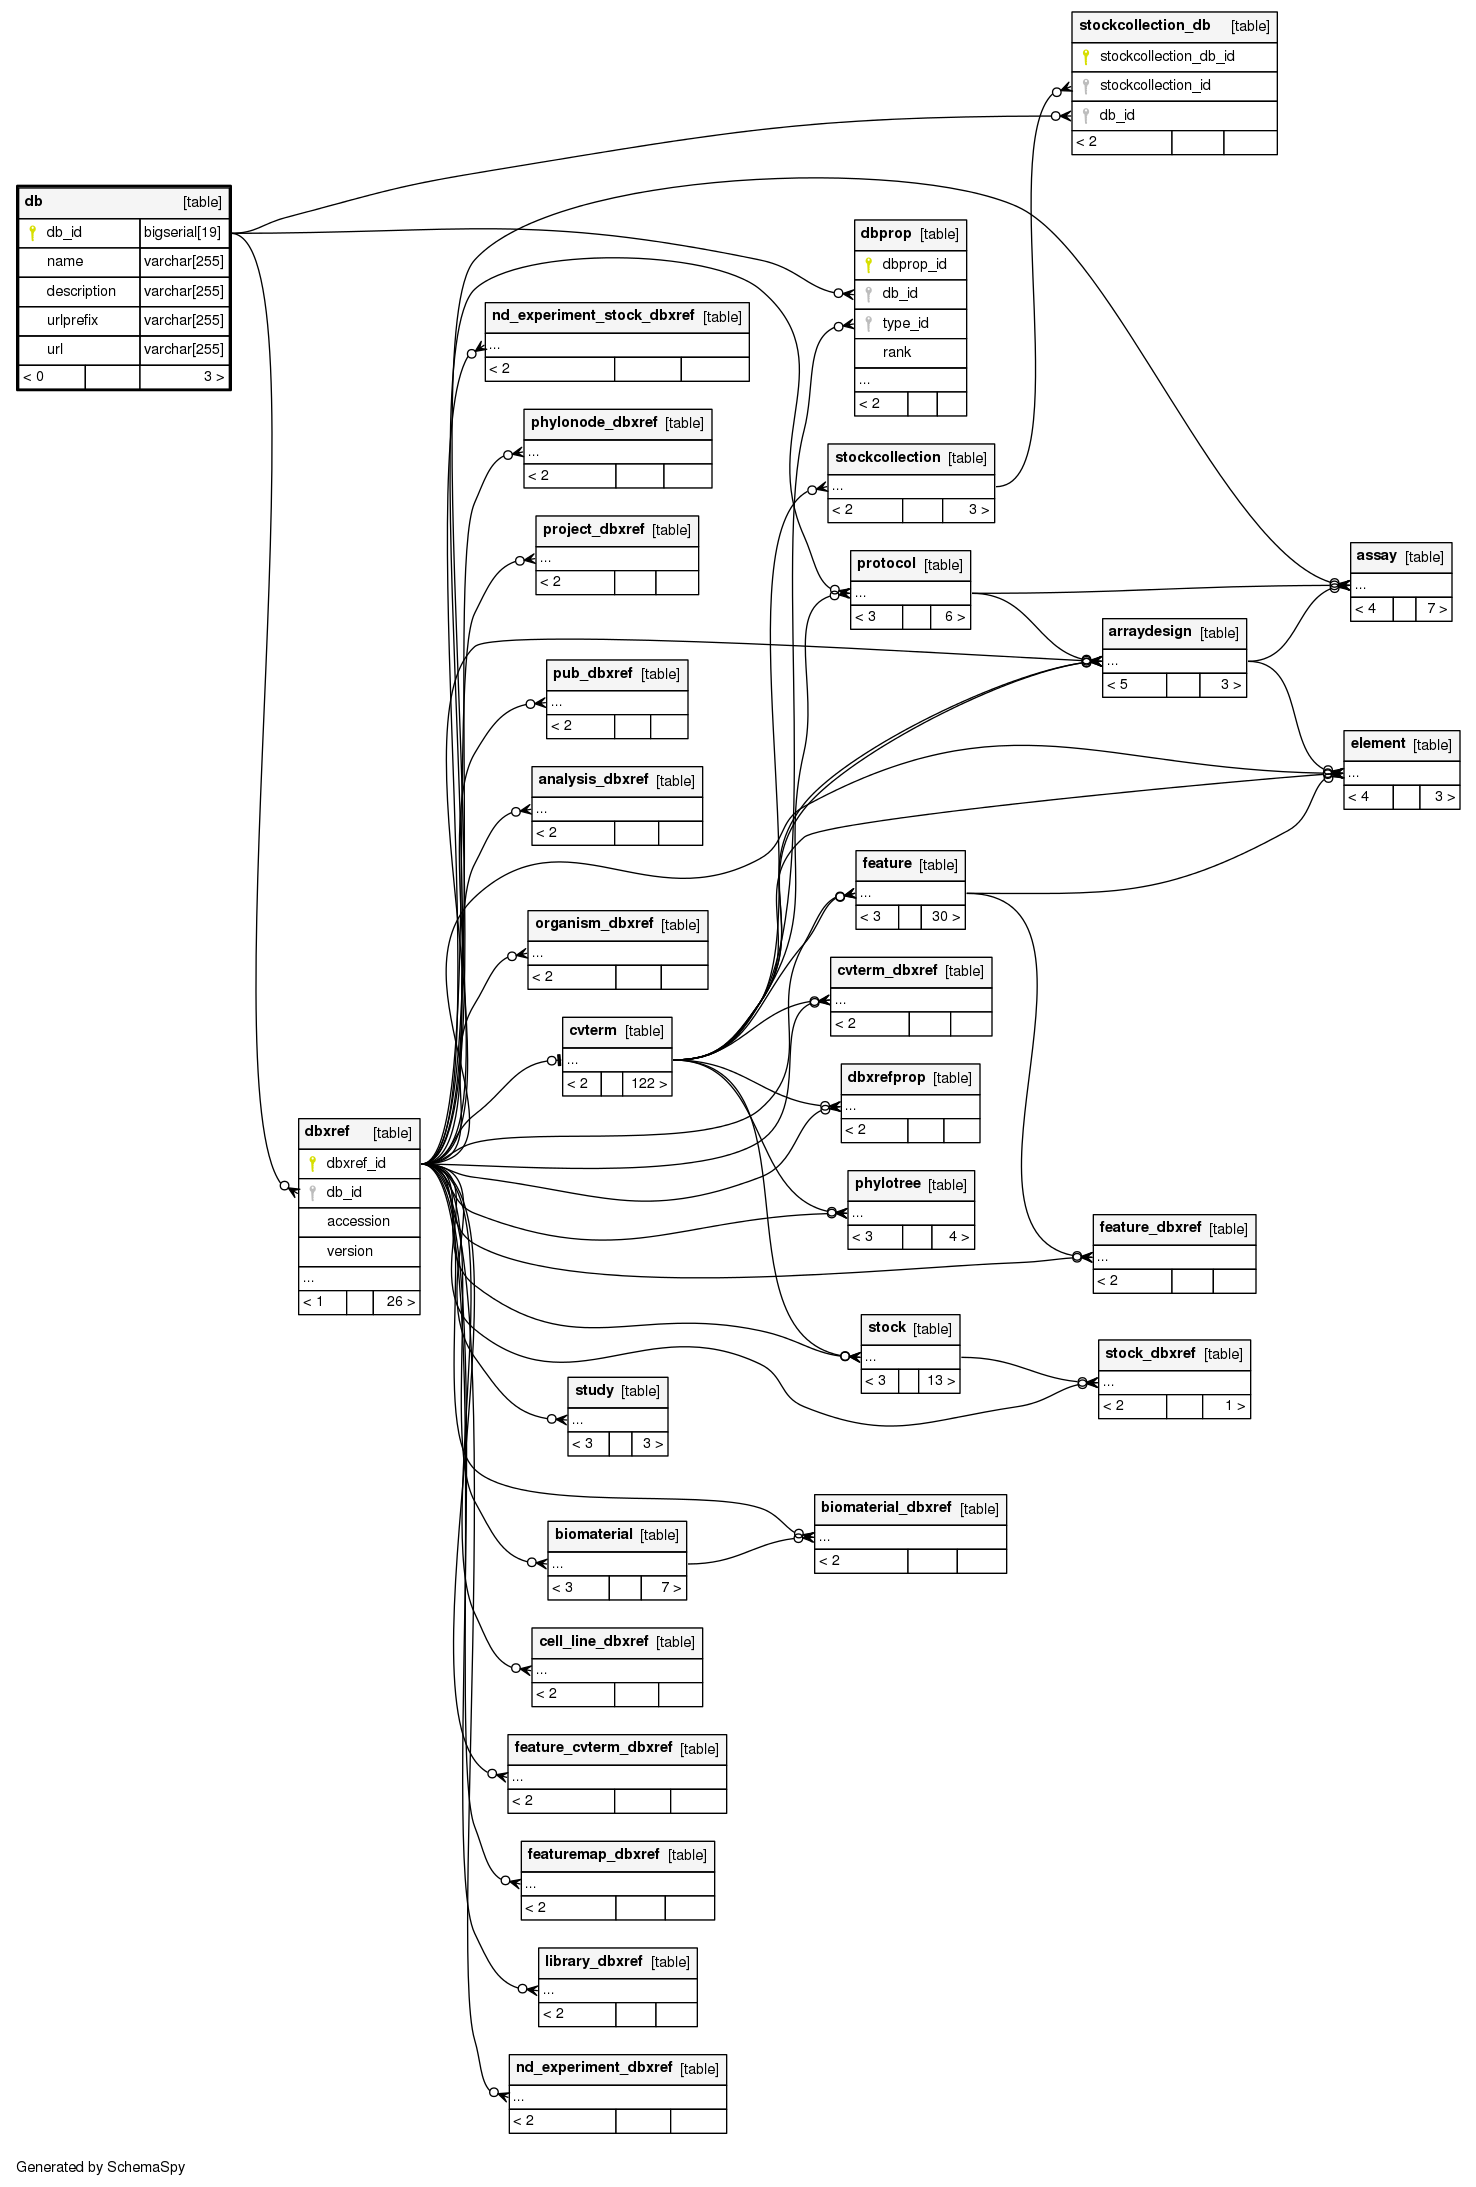 stockcollection_db [table]
stockcollection_db_id
stockcollection_id
db_id
< 2
db [table]
db_id bigserial[19]
name varchar[255]
description varchar[255]
urlprefix varchar[255]
url varchar[255]
< 0 3 >
dbprop [table]
dbprop_id
db_id
type_id
rank
...
< 2
nd_experiment_stock_dbxref [table]
...
< 2
phylonode_dbxref [table]
...
< 2
stockcollection [table]
...
< 2 3 >
project_dbxref [table]
...
< 2
protocol [table]
...
< 3 6 >
assay [table]
...
< 4 7 >
arraydesign [table]
...
< 5 3 >
pub_dbxref [table]
...
< 2
element [table]
...
< 4 3 >
analysis_dbxref [table]
...
< 2
feature [table]
...
< 3 30 >
organism_dbxref [table]
...
< 2
cvterm_dbxref [table]
...
< 2
cvterm [table]
...
< 2 122 >
dbxrefprop [table]
...
< 2
dbxref [table]
dbxref_id
db_id
accession
version
...
< 1 26 >
phylotree [table]
...
< 3 4 >
feature_dbxref [table]
...
< 2
stock [table]
...
< 3 13 >
stock_dbxref [table]
...
< 2 1 >
study [table]
...
< 3 3 >
biomaterial_dbxref [table]
...
< 2
biomaterial [table]
...
< 3 7 >
cell_line_dbxref [table]
...
< 2
feature_cvterm_dbxref [table]
...
< 2
featuremap_dbxref [table]
...
< 2
library_dbxref [table]
...
< 2
nd_experiment_dbxref [table]
...
< 2
Generated by SchemaSpy